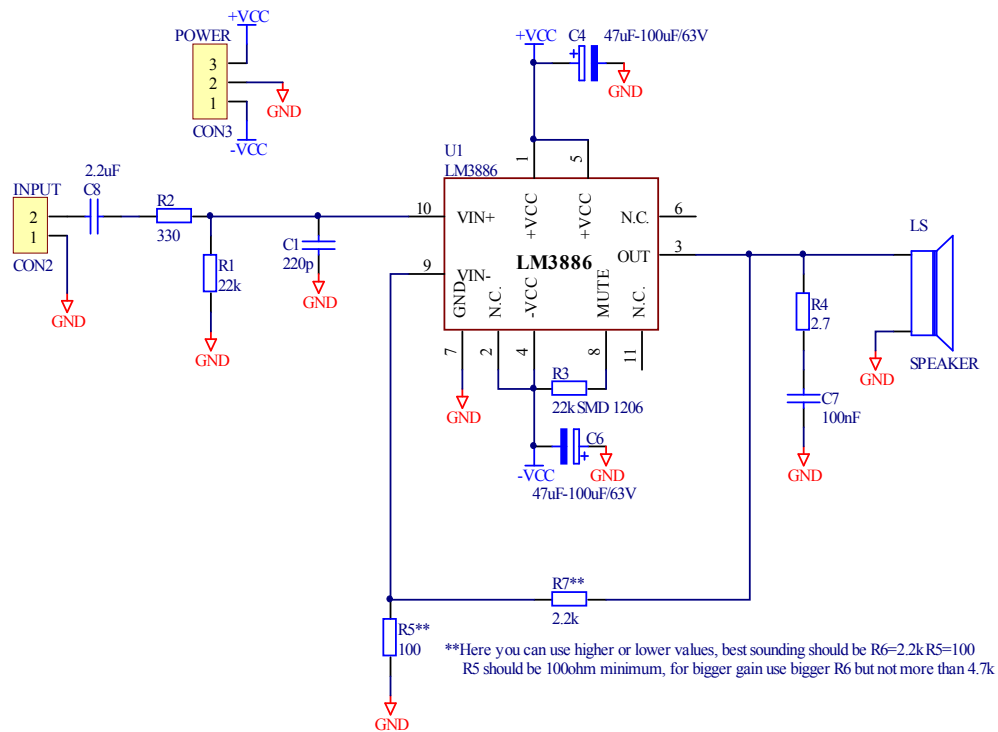 +VCC
POWER
3
2
1
GND
CON3
-VCC
+VCC
C4
47uF-100uF/63V
GND
2.2uF
C8
INPUT
2
1
CON2
GND
R2
330
R1
22k
GND
C1
220p
GND
U1
LM3886
1
5
10
VIN+
+VCC
+VCC
N.C.
6
OUT
3
LM3886
9
VIN-
GND
N.C.
-VCC
MUTE
N.C.
7
2
4
8
11
GND
R3
22k SMD 1206
C6
GND
-VCC
47uF-100uF/63V
LS
SPEAKER
GND
R4
2.7
C7
100nF
GND
R7**
2.2k
R5**
100
GND
**Here you can use higher or lower values, best sounding should be R6=2.2k R5=100
R5 should be 100ohm minimum, for bigger gain use bigger R6 but not more than 4.7k